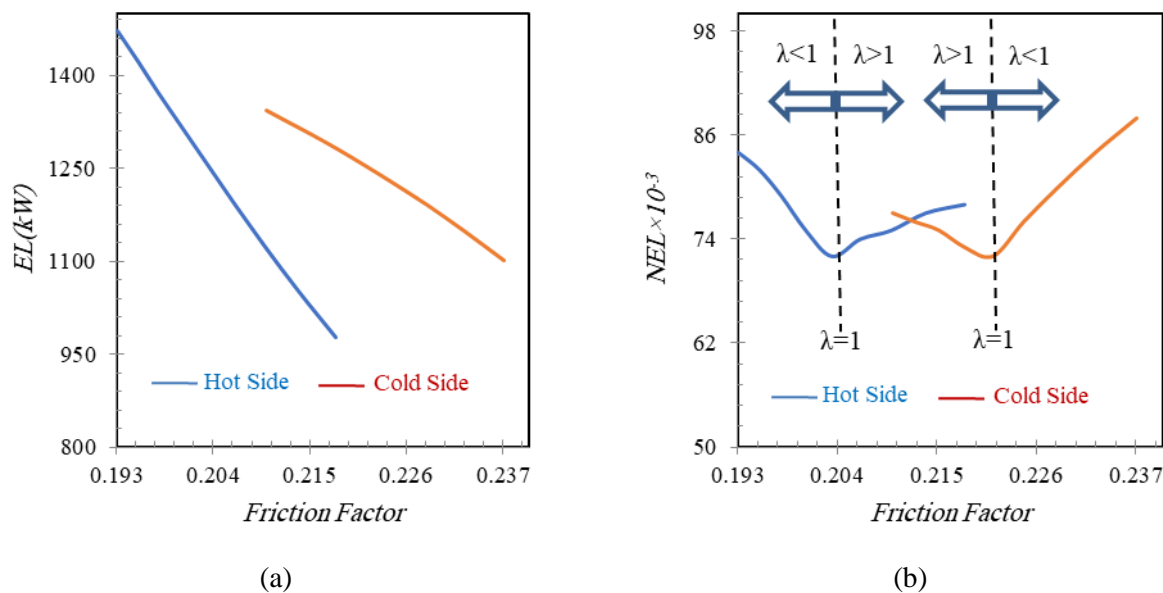 1400
1250
1100
950
800
EL(kW)
Hot Side
Cold Side
0.193 0.204 0.215 0.226 0.237
Friction Factor
(a)
98
86
74
62
50
NEL×10-3
λ<1 λ>1 λ>1 λ<1
λ=1 λ=1
Hot Side
Cold Side
0.193 0.204 0.215 0.226 0.237
Friction Factor
(b)